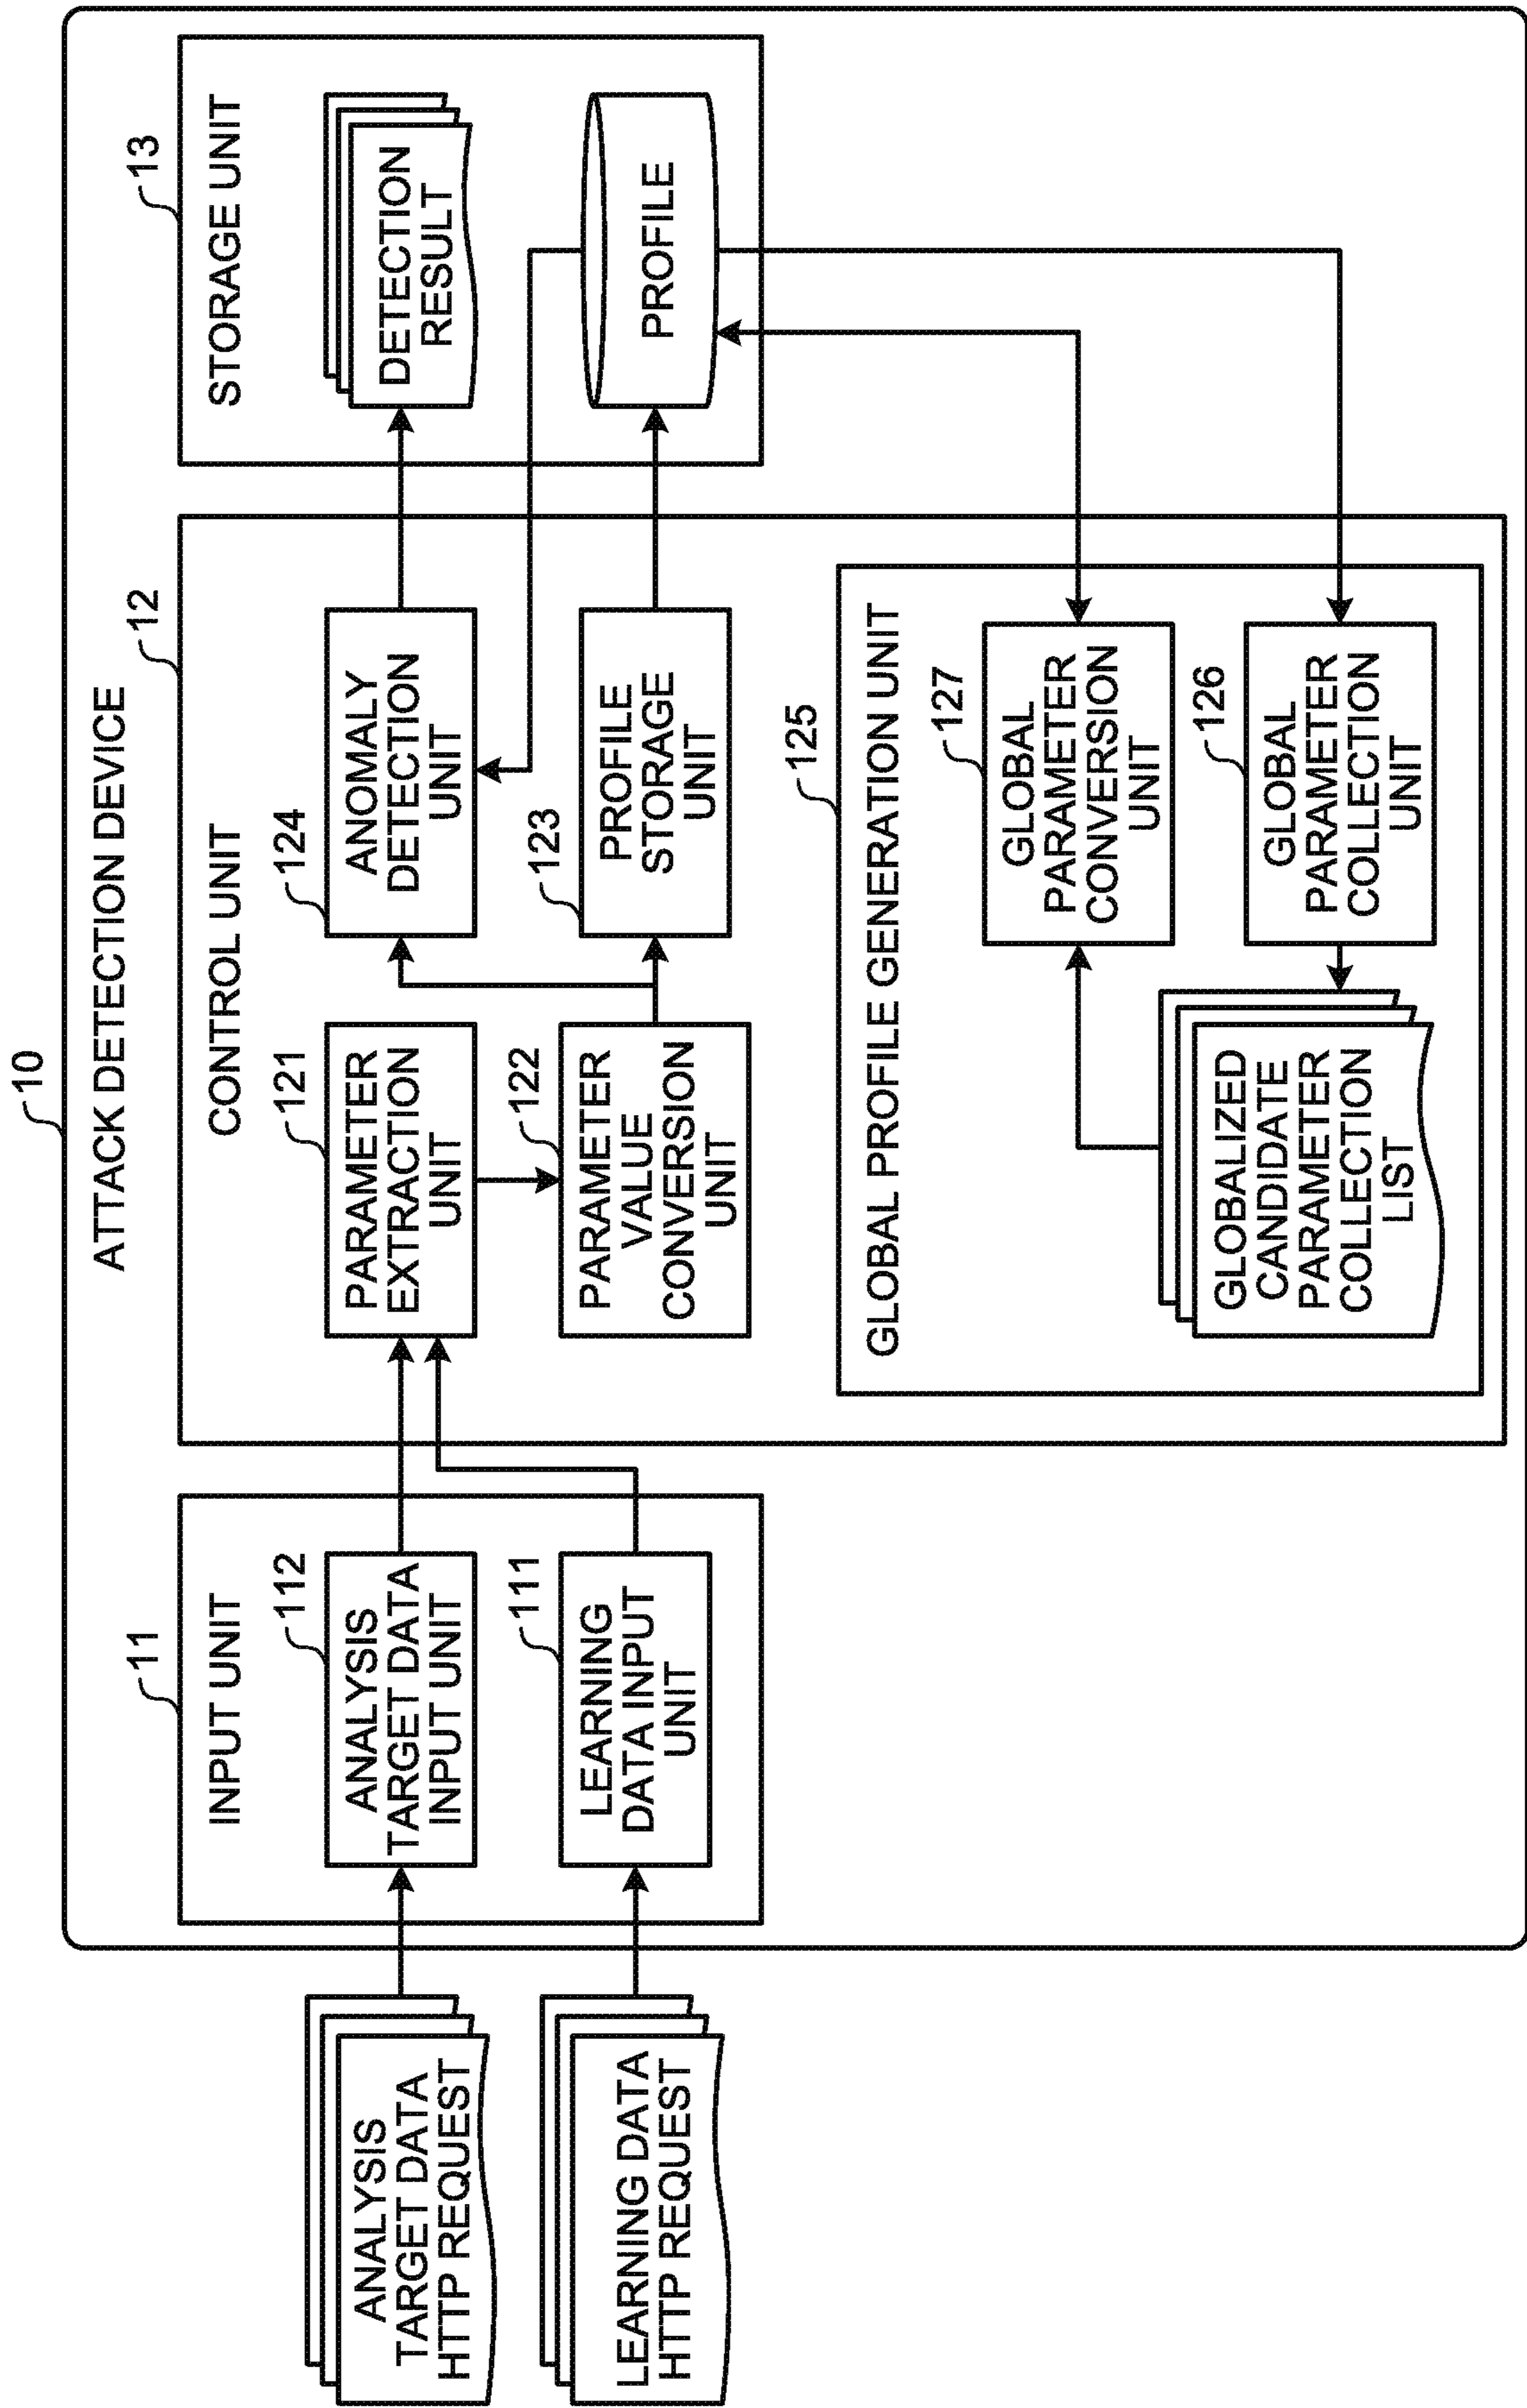 10
ATTACK DETECTION DEVICE
11
INPUT UNIT
112
ANALYSIS
TARGET DATA
INPUT UNIT
111
LEARNING
DATA INPUT
UNIT
ANALYSIS
TARGET DATA
HTTP REQUEST
LEARNING DATA
HTTP REQUEST
12
CONTROL UNIT
121
PARAMETER
EXTRACTION
UNIT
122
PARAMETER
VALUE
CONVERSION
UNIT
124
ANOMALY
DETECTION
UNIT
123
PROFILE
STORAGE
UNIT
125
GLOBAL PROFILE GENERATION UNIT
127
GLOBAL
PARAMETER
CONVERSION
UNIT
126
GLOBAL
PARAMETER
COLLECTION
UNIT
GLOBALIZED
CANDIDATE
PARAMETER
COLLECTION
LIST
13
STORAGE UNIT
DETECTION
RESULT
PROFILE